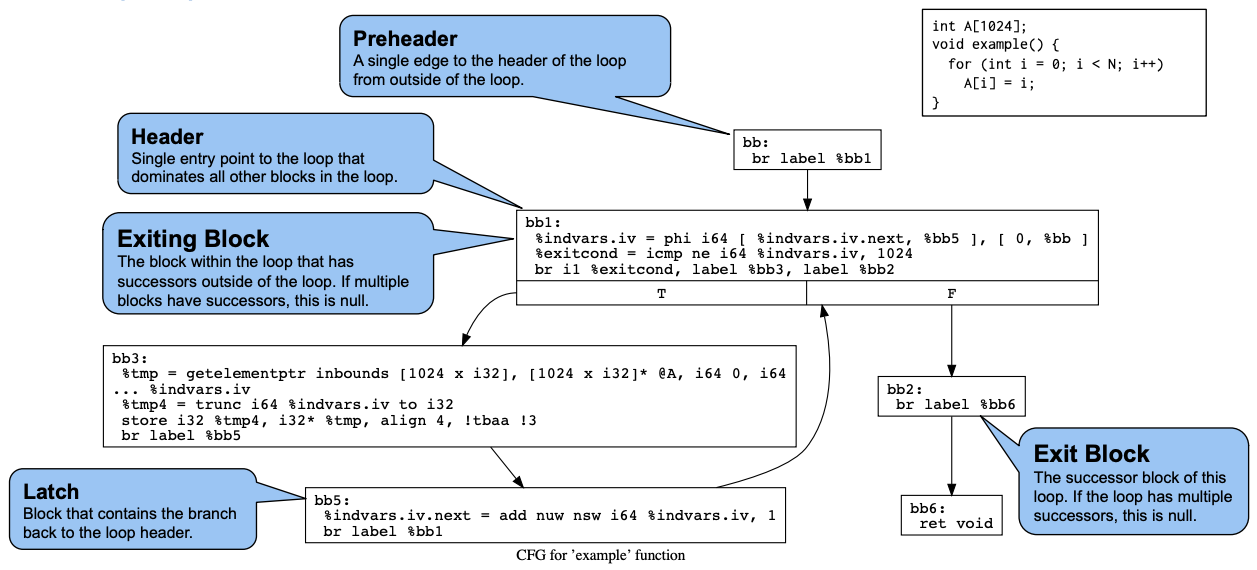 Preheader
A single edge to the header of the loop
from outside of the loop.
int A[1024];
void example() {
  for (int i = 0; i < N; i++)
    A[i] = i;
}
Header
Single entry point to the loop that
dominates all other blocks in the loop.
bb:
 br label %bb1
Exiting Block
The block within the loop that has
successors outside of the loop. If multiple
blocks have successors, this is null.
bb1:
 %indvars.iv = phi i64 [ %indvars.iv.next, %bb5 ], [ 0, %bb ]
 %exitcond = icmp ne i64 %indvars.iv, 1024
 br i1 %exitcond, label %bb3, label %bb2
T
F
bb3:
 %tmp = getelementptr inbounds [1024 x i32], [1024 x i32]* @A, i64 0, i64
... %indvars.iv
 %tmp4 = trunc i64 %indvars.iv to i32
 store i32 %tmp4, i32* %tmp, align 4, !tbaa !3
 br label %bb5
bb2:
 br label %bb6
Exit Block
The successor block of this
loop. If the loop has multiple
successors, this is null.
Latch
Block that contains the branch
back to the loop header.
bb5:
 %indvars.iv.next = add nuw nsw i64 %indvars.iv, 1
 br label %bb1
bb6:
 ret void
CFG for 'example' function